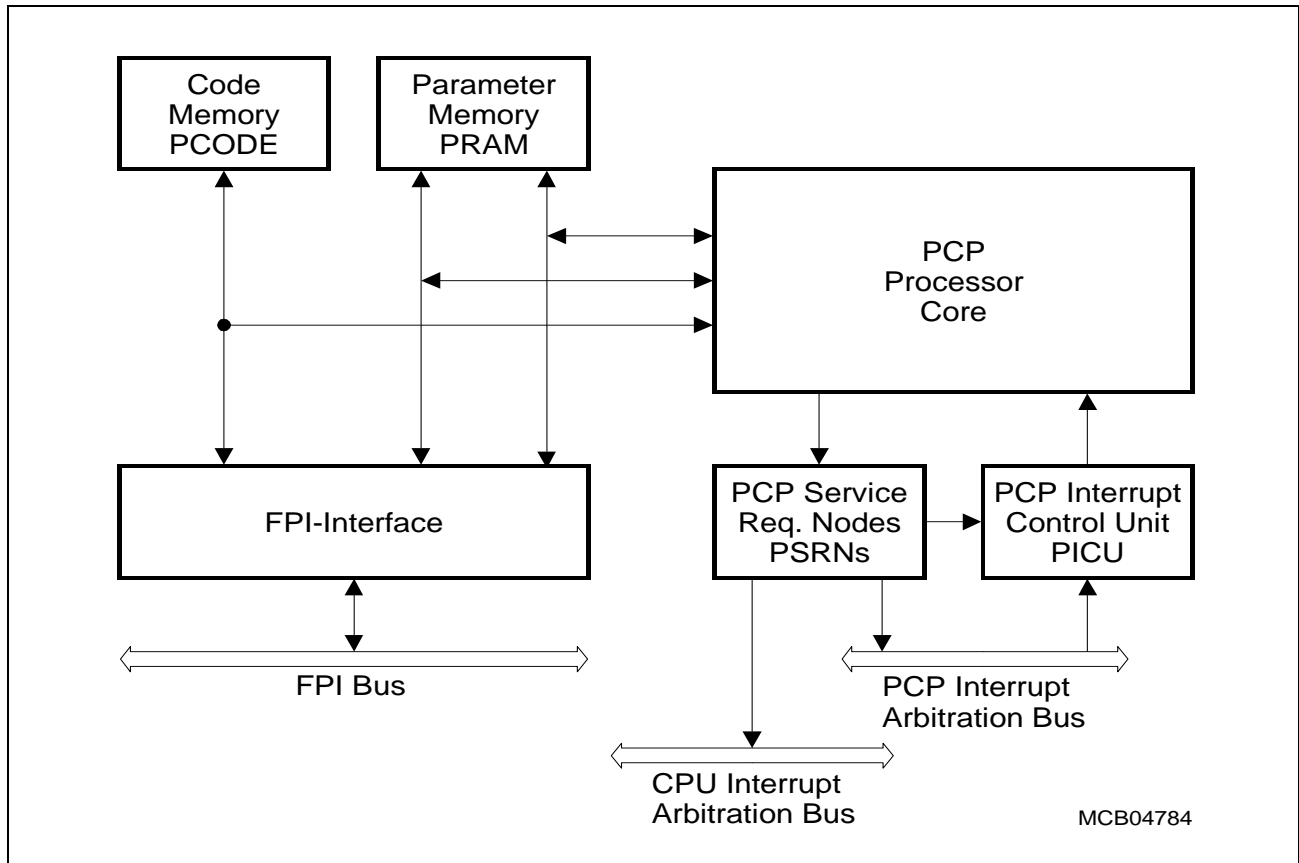 Code
Memory
PCODE
Parameter
Memory
PRAM
PCP
Processor
Core
FPI-Interface
PCP Service
Req. Nodes
PSRNs
PCP Interrupt
Control Unit
PICU
FPI Bus
PCP Interrupt
Arbitration Bus
CPU Interrupt
Arbitration Bus
MCB04784